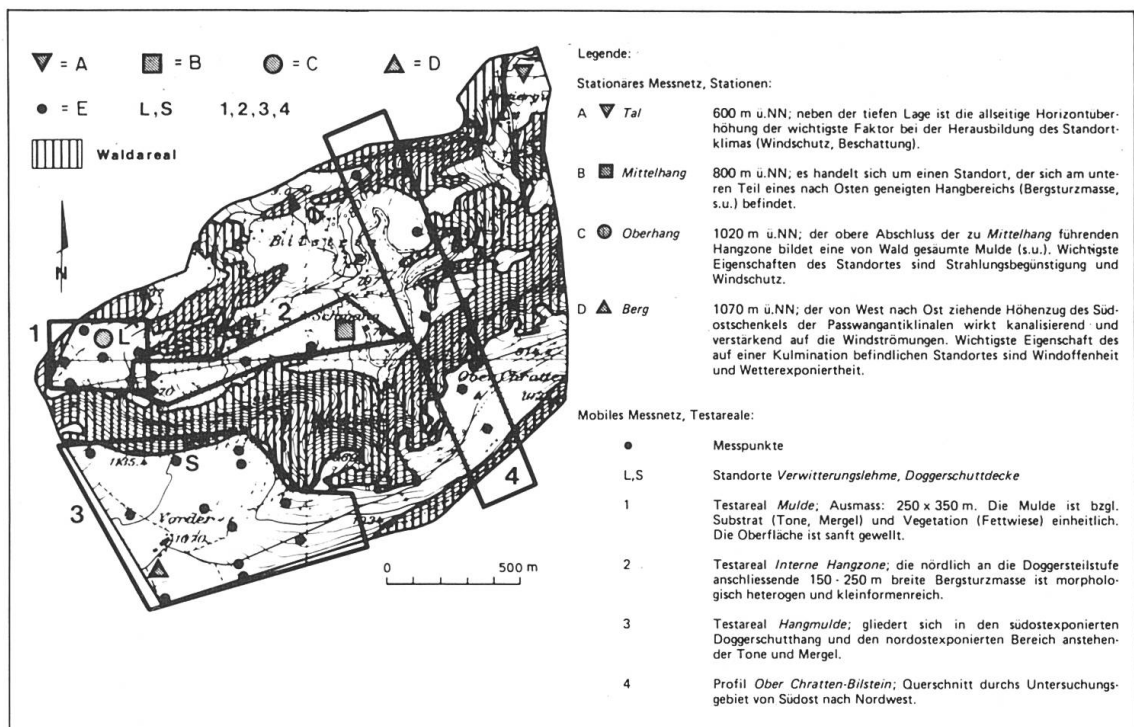 = A = B = C = D
= E L,S 1,2,3,4
Waldareal
N
1
L
2
3
S
4
Vorder
1070
Ober Chratten
0 500 m
Legende:
Stationäres Messnetz, Stationen:
A Tal 600 m ü.NN; neben der tiefen Lage ist die allseitige Horizontüber-
höhung der wichtigste Faktor bei der Herausbildung des Standort-
klimas (Windschutz, Beschattung).
B Mittelhang 800 m ü.NN; es handelt sich um einen Standort, der sich am unte-
ren Teil eines nach Osten geneigten Hangbereichs (Bergsturzmasse,
s.u.) befindet.
C Oberhang 1020 m ü.NN; der obere Abschluss der zu Mittelhang führenden
Hangzone bildet eine von Wald gesäumte Mulde (s.u.). Wichtigste
Eigenschaften des Standortes sind Strahlungsbegünstigung und
Windschutz.
D Berg 1070 m ü.NN; der von West nach Ost ziehende Höhenzug des Süd-
ostschenkels der Passwangantiklinalen wirkt kanalisierend und
verstärkend auf die Windströmungen. Wichtigste Eigenschaft des
auf einer Kulmination befindlichen Standortes sind Windoffenheit
und Wetterexponiertheit.
Mobiles Messnetz, Testareale:
Messpunkte
L,S Standorte Verwitterungslehme, Doggerschuttdecke
1 Testareal Mulde; Ausmass: 250 x 350 m. Die Mulde ist bzgl.
Substrat (Tone, Mergel) und Vegetation (Fettwiese) einheitlich.
Die Oberfläche ist sanft gewellt.
2 Testareal Interne Hangzone; die nördlich an die Doggersteilstufe
anschliessende 150 - 250 m breite Bergsturzmasse ist morpholo-
gisch heterogen und kleinformenreich.
3 Testareal Hangmulde; gliedert sich in den südostexponierten
Doggerschutthang und den nordostexponierten Bereich anstehen-
der Tone und Mergel.
4 Profil Ober Chratten-Bilstein; Querschnitt durchs Untersuchungs-
gebiet von Südost nach Nordwest.